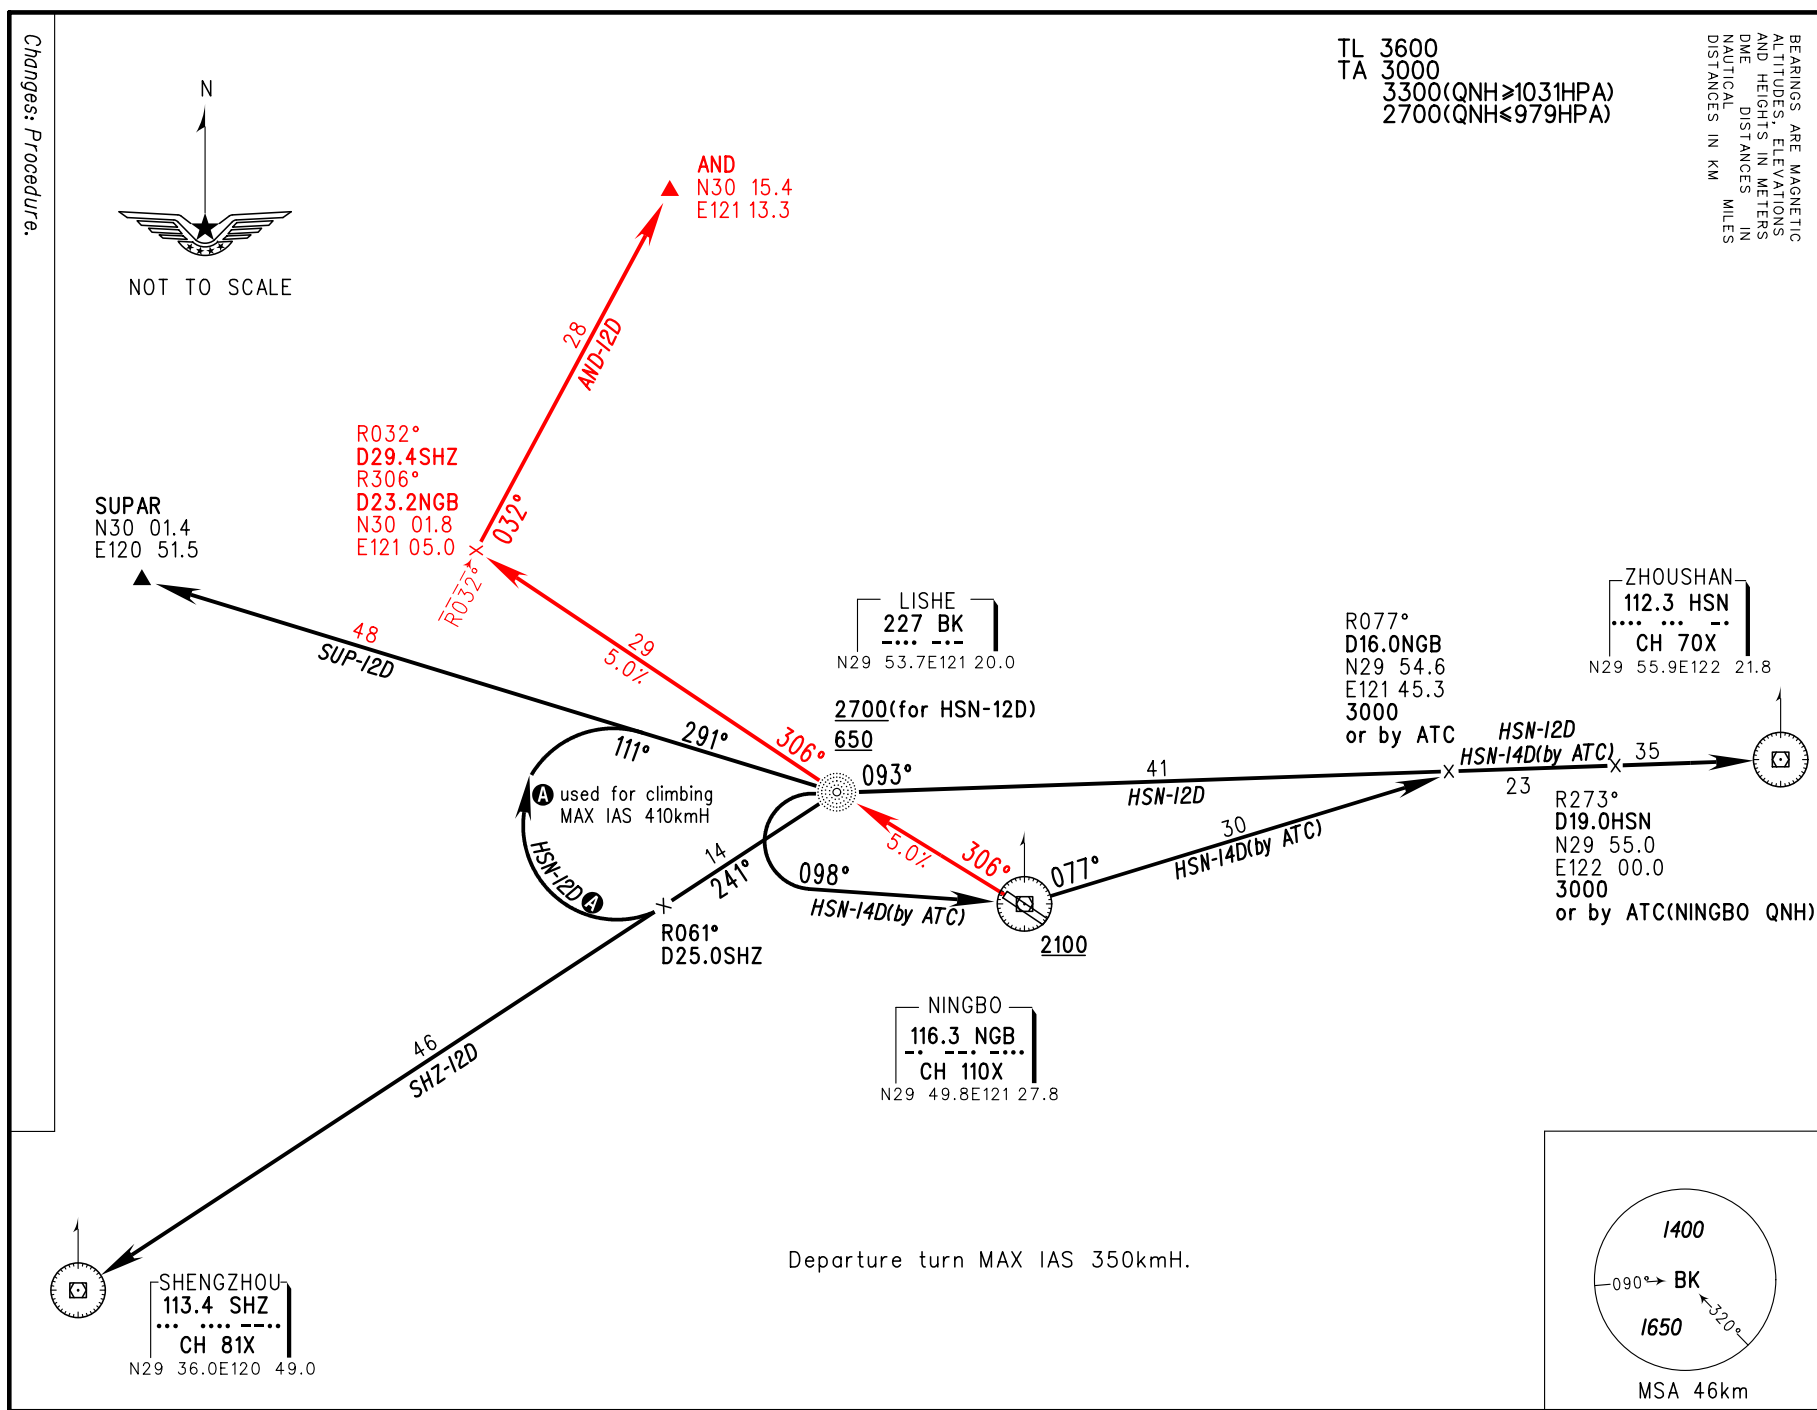 Changes: Procedure.
N
NOT TO SCALE
TL 3600
TA 3000
3300(QNH≥1031HPA)
2700(QNH≤979HPA)
BEARINGS ARE MAGNETIC
ALTITUDES, ELEVATIONS
AND HEIGHTS IN METERS
DME DISTANCES IN
NAUTICAL MILES
DISTANCES IN KM
AND
N30 15.4
E121 13.3
28
AND-12D
R032°
D29.4SHZ
R306°
D23.2NGB
N30 01.8
E121 05.0
032°
R032°
SUPAR
N30 01.4
E120 51.5
48
SUP-12D
29
5.0%
LISHE
227 BK
N29 53.7E121 20.0
2700(for HSN-12D)
650
306°
291°
111°
093°
41
HSN-12D
R077°
D16.0NGB
N29 54.6
E121 45.3
3000
or by ATC
ZHOUSHAN
112.3 HSN
CH 70X
N29 55.9E122 21.8
HSN-12D
HSN-14D(by ATC)
35
23
R273°
D19.0HSN
N29 55.0
E122 00.0
3000
or by ATC(NINGBO QNH)
A used for climbing
MAX IAS 410kmH
HSN-12D A
14
241°
R061°
D25.0SHZ
5.0%
306°
098°
HSN-14D(by ATC)
077°
30
HSN-14D(by ATC)
2100
NINGBO
116.3 NGB
CH 110X
N29 49.8E121 27.8
46
SHZ-12D
SHENGZHOU
113.4 SHZ
CH 81X
N29 36.0E120 49.0
Departure turn MAX IAS 350kmH.
1400
090° BK
320°
1650
MSA 46km